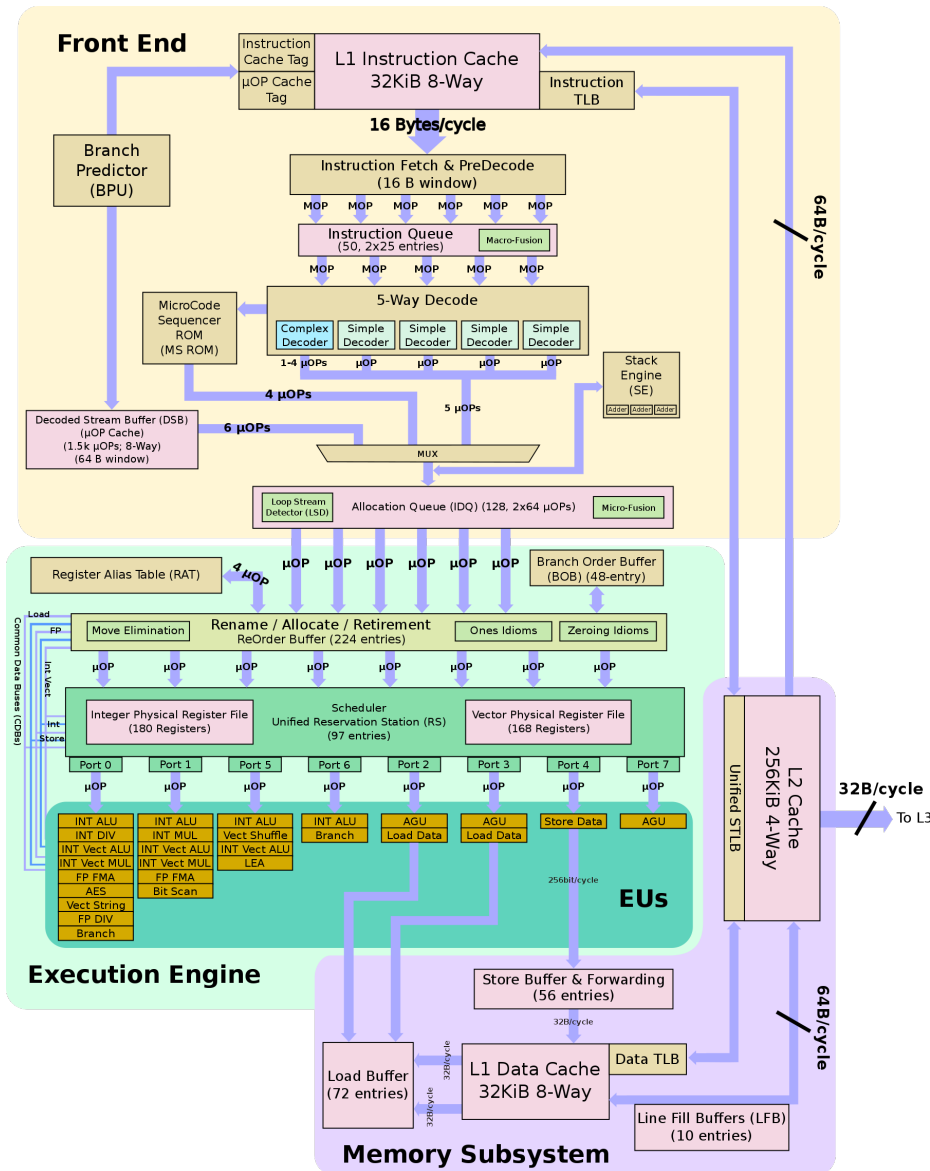 Front End
Instruction
Cache Tag
µOP Cache
Tag
L1 Instruction Cache
32KiB 8-Way
Instruction
TLB
16 Bytes/cycle
Branch
Predictor
(BPU)
Instruction Fetch & PreDecode
(16 B window)
MOP MOP MOP MOP MOP MOP
Instruction Queue
(50, 2x25 entries)
Macro-Fusion
MOP MOP MOP MOP MOP
64B/cycle
MicroCode
Sequencer
ROM
(MS ROM)
5-Way Decode
Complex
Decoder
Simple
Decoder
Simple
Decoder
Simple
Decoder
Simple
Decoder
1-4 µOPs µOP µOP µOP µOP
Stack
Engine
(SE)
Adder Adder Adder
4 µOPs
5 µOPs
Decoded Stream Buffer (DSB)
(µOP Cache)
(1.5k µOPs; 8-Way)
(64 B window)
6 µOPs
MUX
Loop Stream
Detector (LSD)
Allocation Queue (IDQ) (128, 2x64 µOPs)
Micro-Fusion
Register Alias Table (RAT)
4 µOP
µOP µOP µOP µOP µOP µOP
Branch Order Buffer
(BOB) (48-entry)
Load
FP
Common Data Buses (CDBs)
Int Vect
Int
Store
Move Elimination
Rename / Allocate / Retirement
ReOrder Buffer (224 entries)
Ones Idioms
Zeroing Idioms
µOP µOP µOP µOP µOP µOP µOP µOP
Integer Physical Register File
(180 Registers)
Scheduler
Unified Reservation Station (RS)
(97 entries)
Vector Physical Register File
(168 Registers)
Port 0 Port 1 Port 5 Port 6 Port 2 Port 3 Port 4 Port 7
µOP µOP µOP µOP µOP µOP µOP µOP
INT ALU
INT DIV
INT Vect ALU
INT Vect MUL
FP FMA
AES
Vect String
FP DIV
Branch
INT ALU
INT MUL
INT Vect ALU
INT Vect MUL
FP FMA
Bit Scan
INT ALU
Vect Shuffle
INT Vect ALU
LEA
INT ALU
Branch
AGU
Load Data
AGU
Load Data
Store Data
AGU
256bit/cycle
EUs
Execution Engine
Unified STLB
L2 Cache
256KiB 4-Way
32B/cycle
To L3
Store Buffer & Forwarding
(56 entries)
32B/cycle
64B/cycle
Load Buffer
(72 entries)
32B/cycle
32B/cycle
L1 Data Cache
32KiB 8-Way
Data TLB
Line Fill Buffers (LFB)
(10 entries)
Memory Subsystem